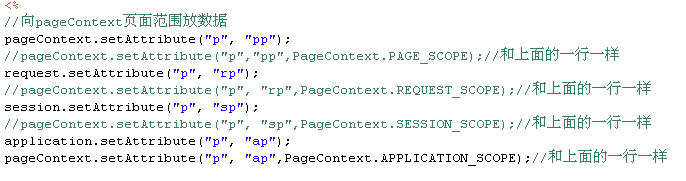 <%
//向pageContext页面范围放数据
pageContext.setAttribute("p", "pp");
//pageContext.setAttribute("p","pp",PageContext.PAGE_SCOPE);//和上面的一行一样
request.setAttribute("p", "rp");
//pageContext.setAttribute("p", "rp",PageContext.REQUEST_SCOPE);//和上面的一行一样
session.setAttribute("p", "sp");
//pageContext.setAttribute("p", "sp",PageContext.SESSION_SCOPE);//和上面的一行一样
application.setAttribute("p", "ap");
pageContext.setAttribute("p", "ap",PageContext.APPLICATION_SCOPE);//和上面的一行一样